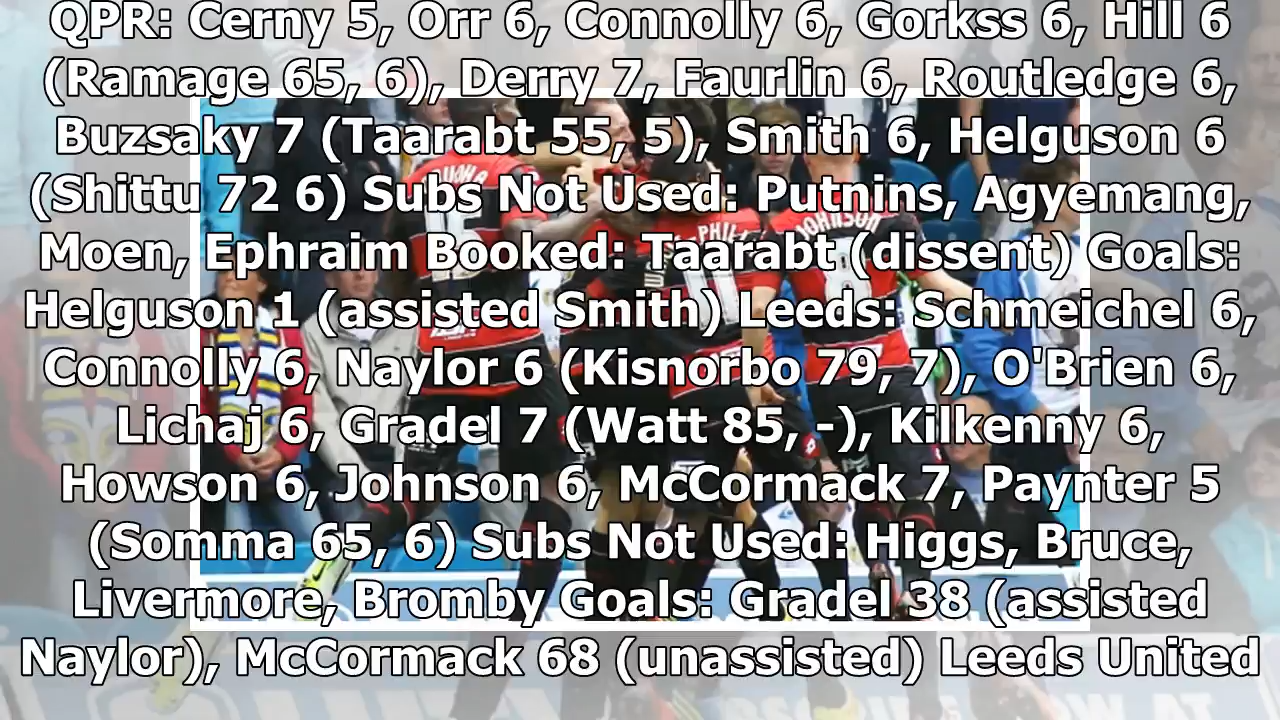 QPR: Cerny 5, Orr 6, Connolly 6, Gorkss 6, Hill 6
(Ramage 65, 6), Derry 7, Faurlin 6, Routledge 6,
Buzsaky 7 (Taarabt 55, 5), Smith 6, Helguson 6
(Shittu 72 6) Subs Not Used: Putnins, Agyemang,
Moen, Ephraim Booked: Taarabt (dissent) Goals:
Helguson 1 (assisted Smith) Leeds: Schmeichel 6,
Connolly 6, Naylor 6 (Kisnorbo 79, 7), O'Brien 6,
Lichaj 6, Gradel 7 (Watt 85, -), Kilkenny 6,
Howson 6, Johnson 6, McCormack 7, Paynter 5
(Somma 65, 6) Subs Not Used: Higgs, Bruce,
Livermore, Bromby Goals: Gradel 38 (assisted
Naylor), McCormack 68 (unassisted) Leeds United
JOHNSON
8